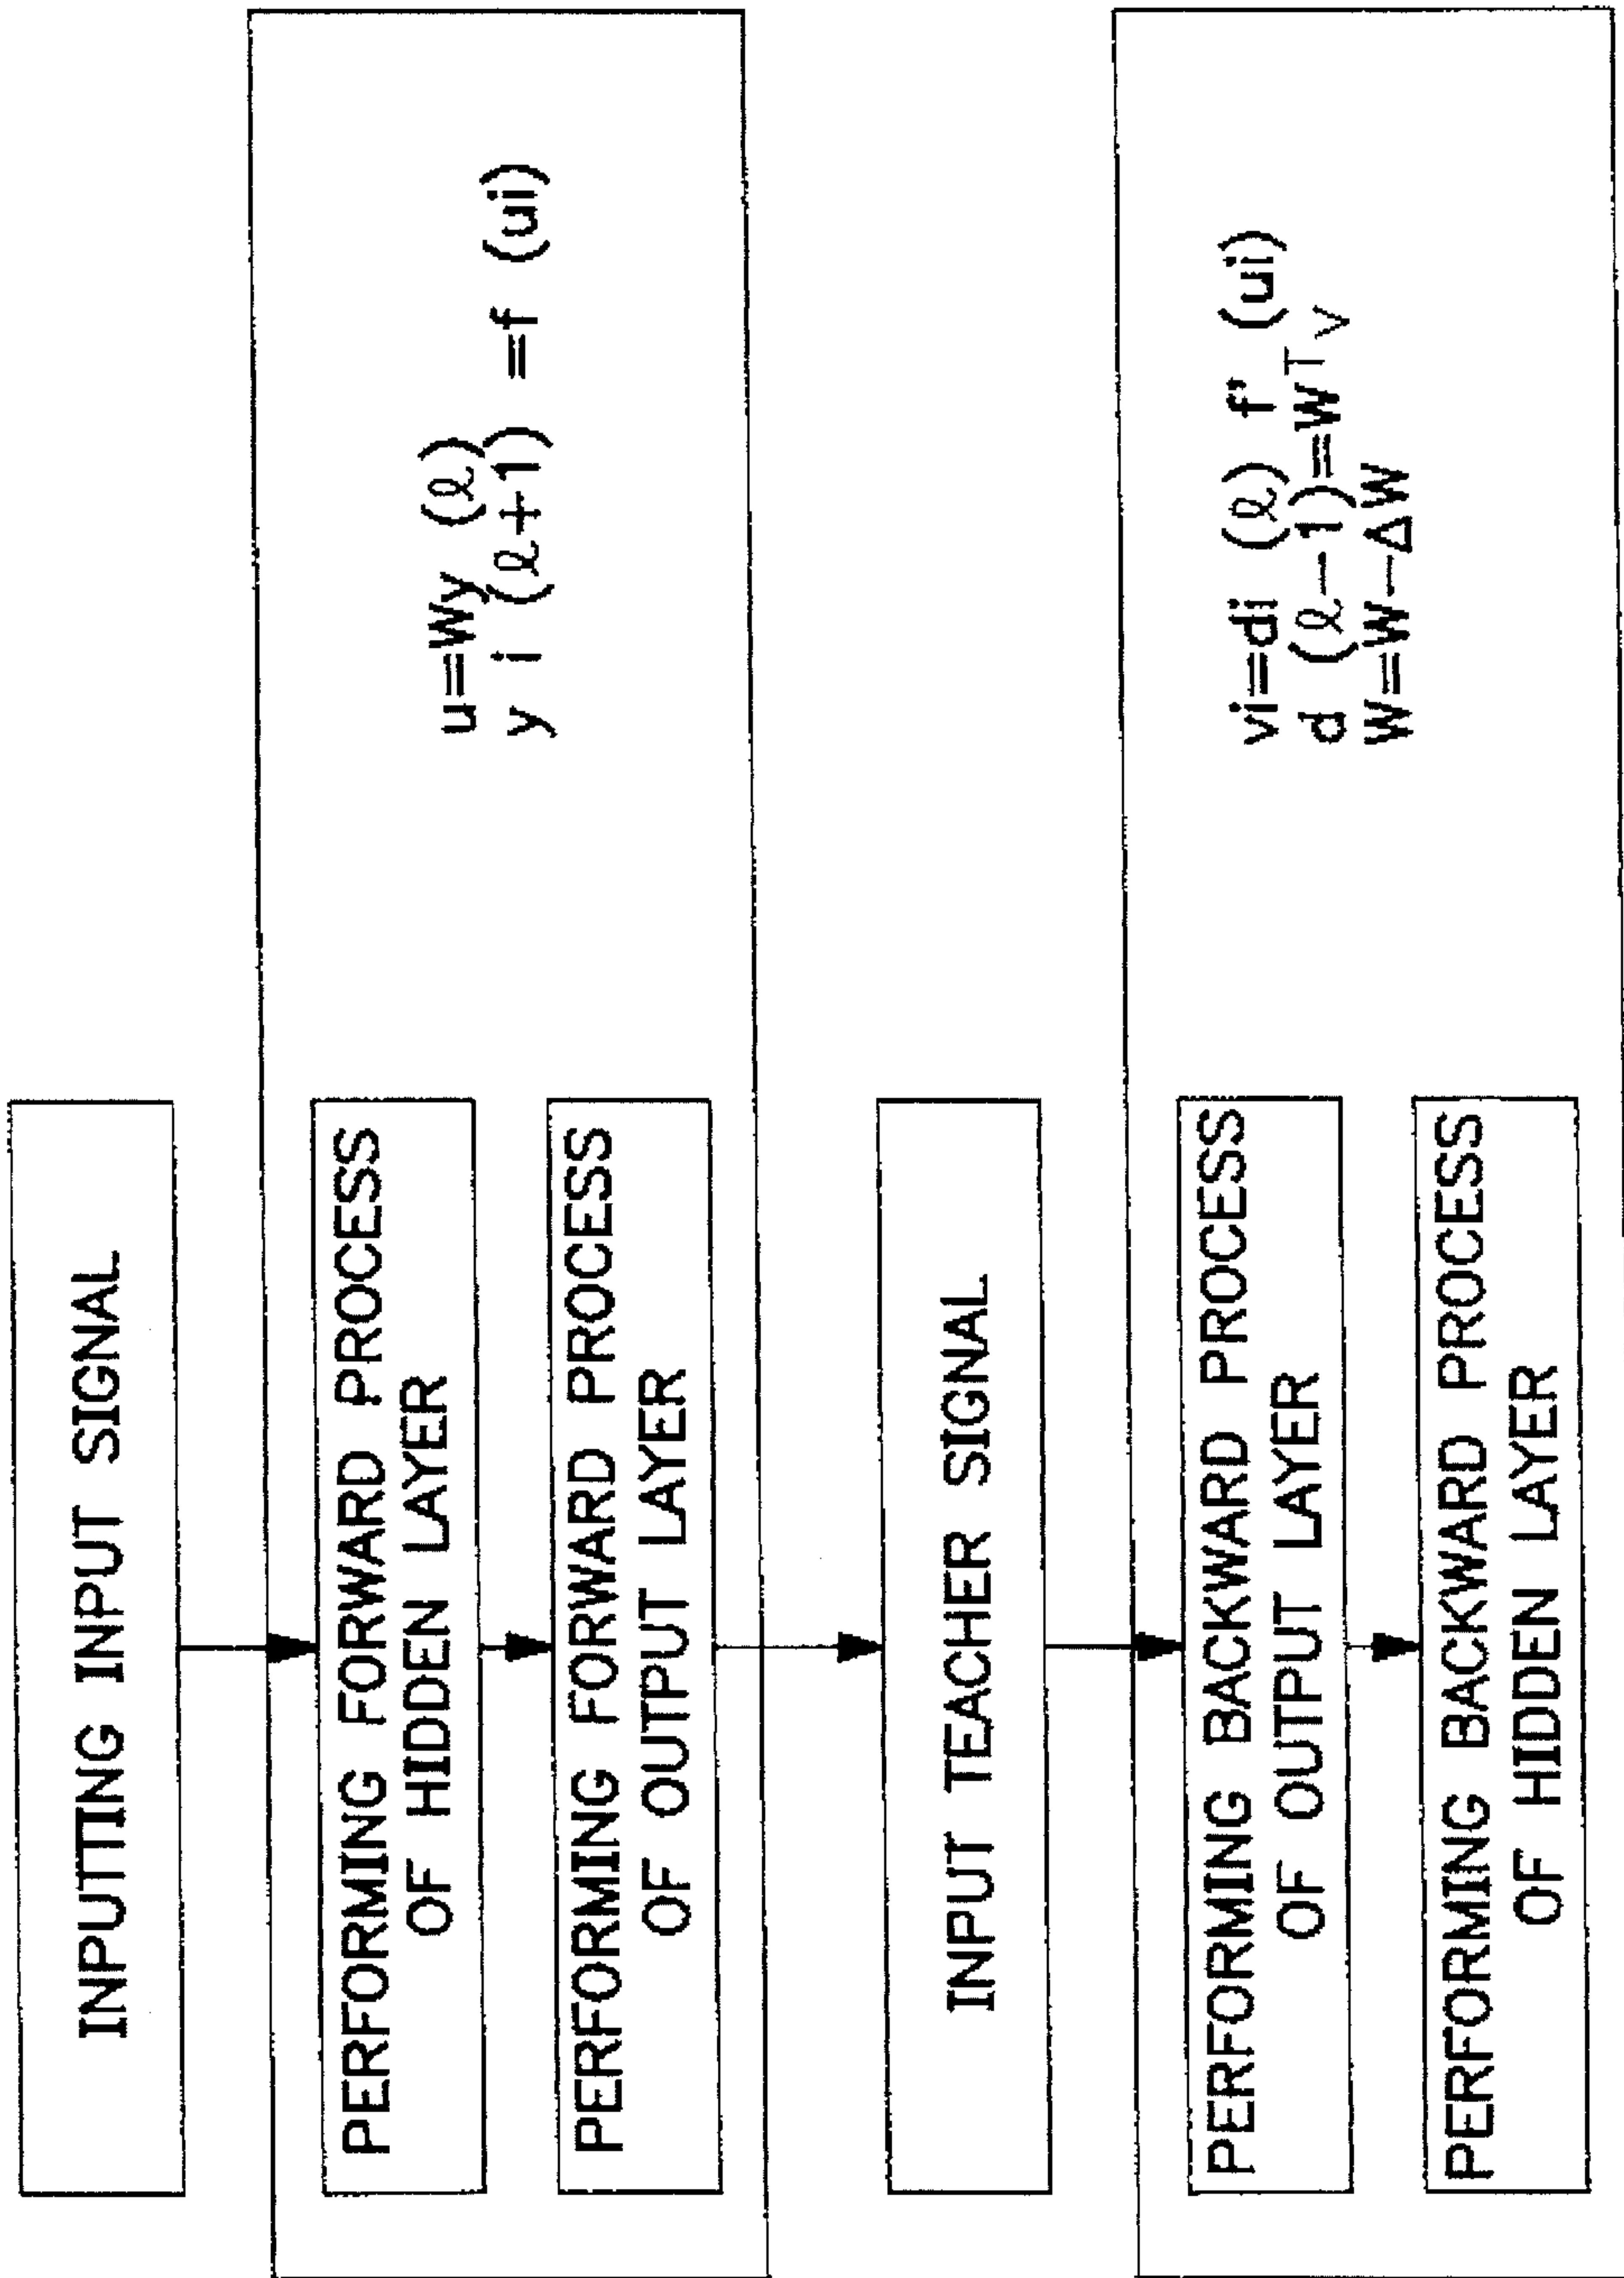 INPUTTING INPUT SIGNAL
PERFORMING FORWARD PROCESS
OF HIDDEN LAYER
PERFORMING FORWARD PROCESS
OF OUTPUT LAYER
u=Wy (ℓ)
y i (ℓ+1) =f (ui)
INPUT TEACHER SIGNAL
PERFORMING BACKWARD PROCESS
OF OUTPUT LAYER
PERFORMING BACKWARD PROCESS
OF HIDDEN LAYER
vi=di (ℓ) f' (ui)
d (ℓ-1)=Wᵀv
W=W-ΔW